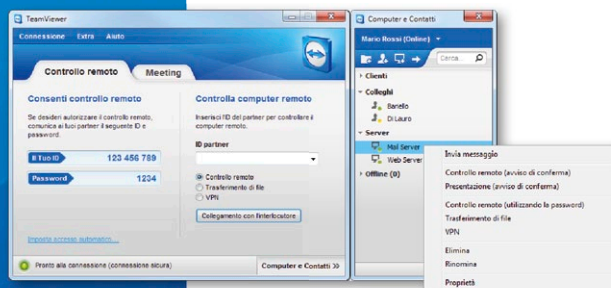 TeamViewer
Connessione Extra Aiuto
Controllo remoto
Meeting
Consenti controllo remoto
Se desideri autorizzare il controllo remoto,
comunica ai tuoi partner il seguente ID e
password.
Il Tuo ID 123 456 789
Password 1234
Imposta accesso automatico...
Controlla computer remoto
Inserisci l'ID del partner per controllare il
computer remoto.
ID partner
Controllo remoto
Trasferimento di file
VPN
Collegamento con l'interlocutore
Pronto alla connessione (connessione sicura)
Computer e Contatti >>
Computer e Contatti
Mario Rossi (Online)
Cerca
Clienti
Colleghi
Banello
Di Lauro
Server
Mail Server
Web Server
Offline (0)
Invia messaggio
Controllo remoto (avviso di conferma)
Presentazione (avviso di conferma)
Controllo remoto (utilizzando la password)
Trasferimento di file
VPN
Elimina
Rinomina
Proprietà